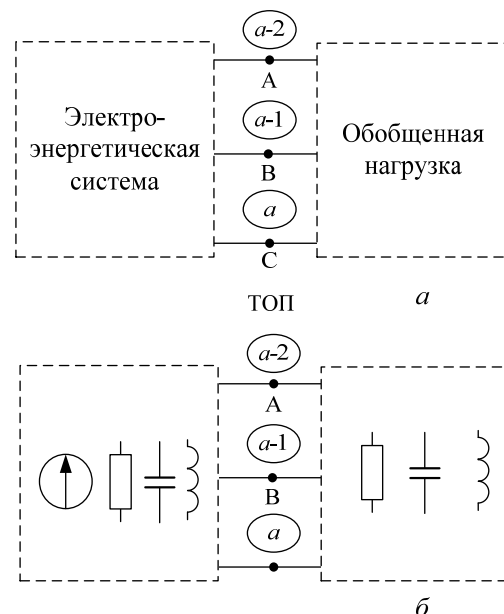 a-2
A
Электро-
энергетическая
система
a-1
B
Обобщенная
нагрузка
a
C
ТОП
а
a-2
A
a-1
B
a
б